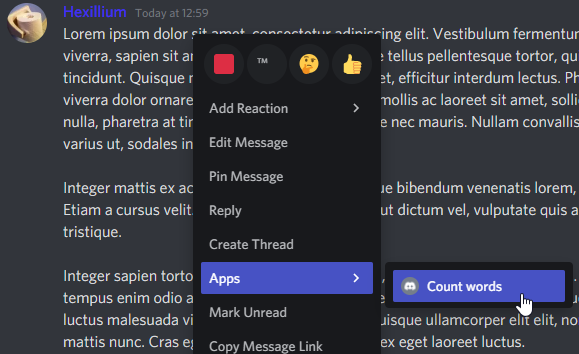 Hexillium Today at 12:59
Lorem ipsum dolor sit amet, consectetur adipiscing elit. Vestibulum fermentu
viverra, sapien sit a
tellus pellentesque tortor, qu
tincidunt. Quisque
et, efficitur interdum lectus. Ph
viverra dolor ornare
mollis ac laoreet sit amet, solli
nulla, pharetra at ti
e nec mauris. Nullam convallis
varius ut, sodales in
Integer mattis ex ac
ue bibendum venenatis lorem,
Etiam a cursus velit.
ut dictum vel, vulputate quis a
tristique.
Integer sapien torto
tempus enim odio a
luctus malesuada vi
uisque ullamcorper elit elit, no
mattis nunc. Cras eg
ex eget laoreet luctus.
TM
Add Reaction
Edit Message
Pin Message
Reply
Create Thread
Apps
Mark Unread
Copy Message Link
Count words